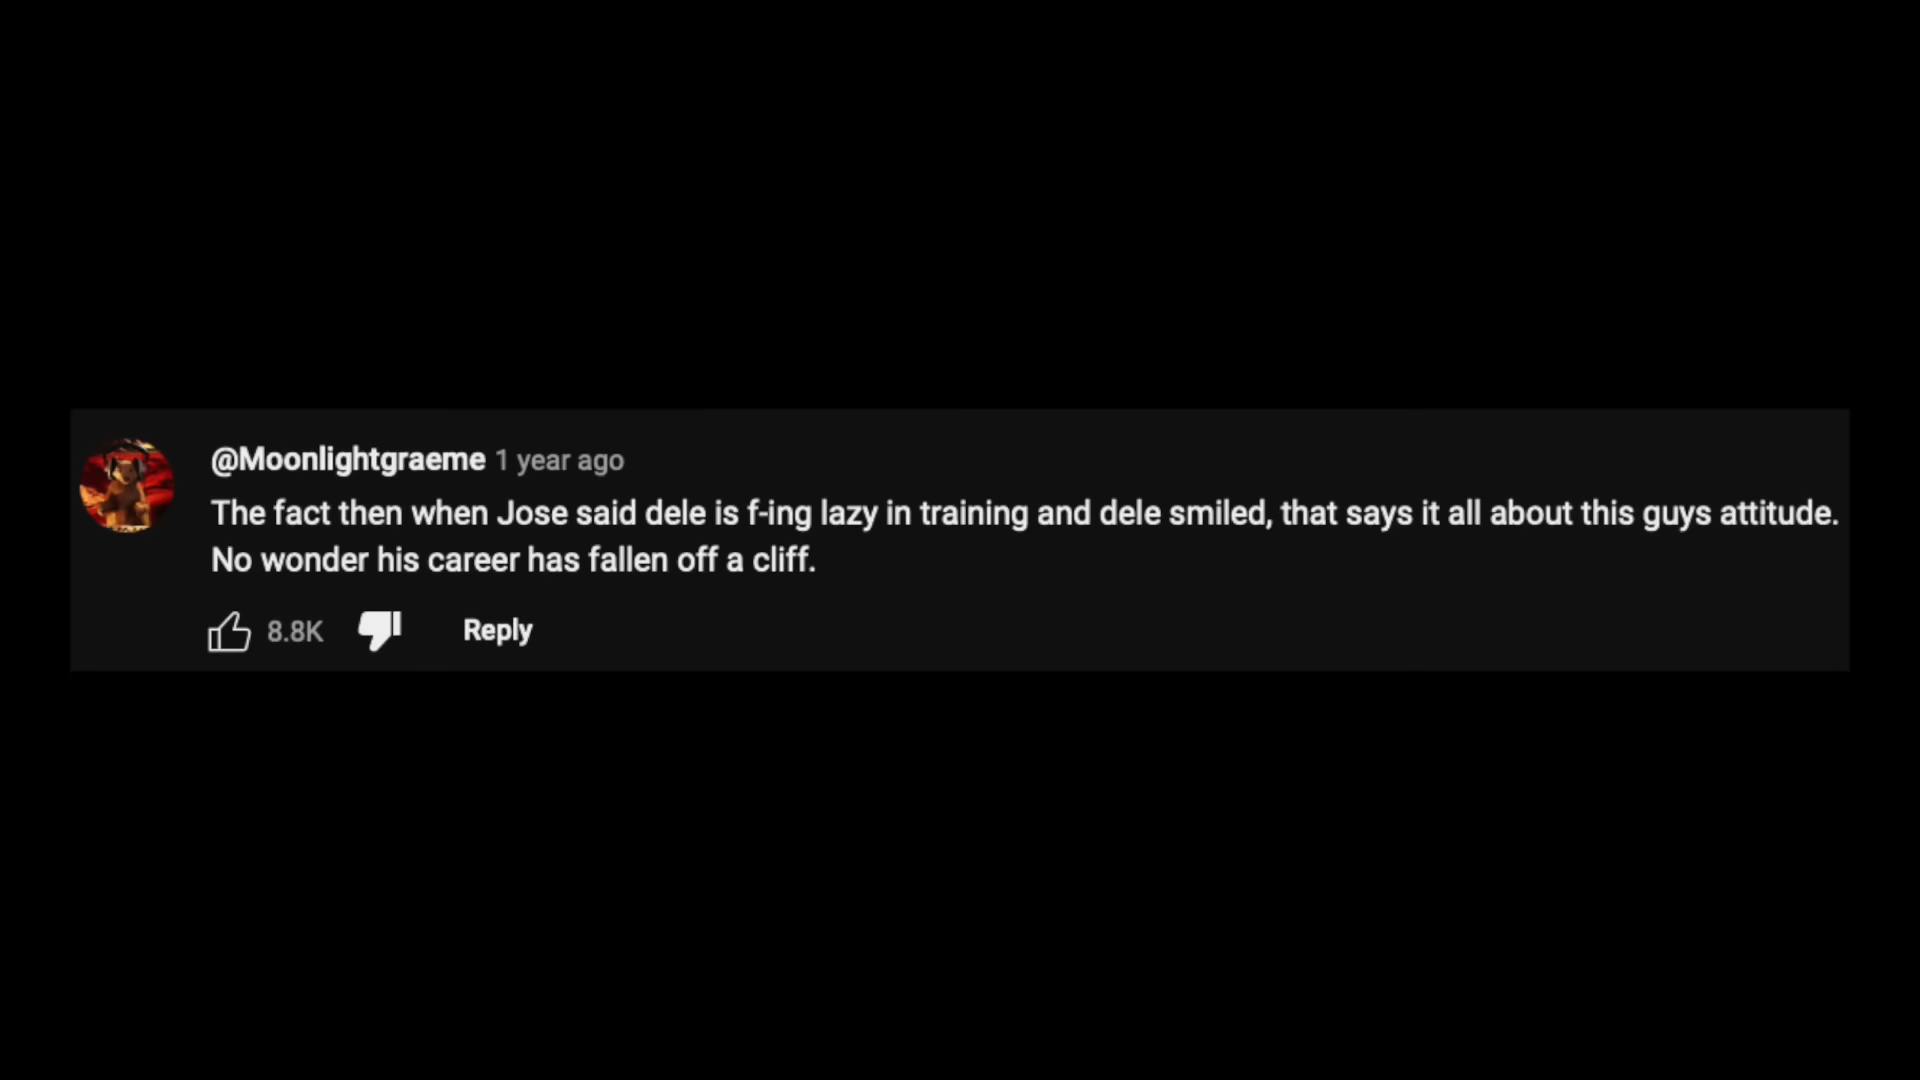 @Moonlightgraeme 1 year ago
The fact then when Jose said dele is f-ing lazy in training and dele smiled, that says it all about this guys attitude.
No wonder his career has fallen off a cliff.
8.8K Reply